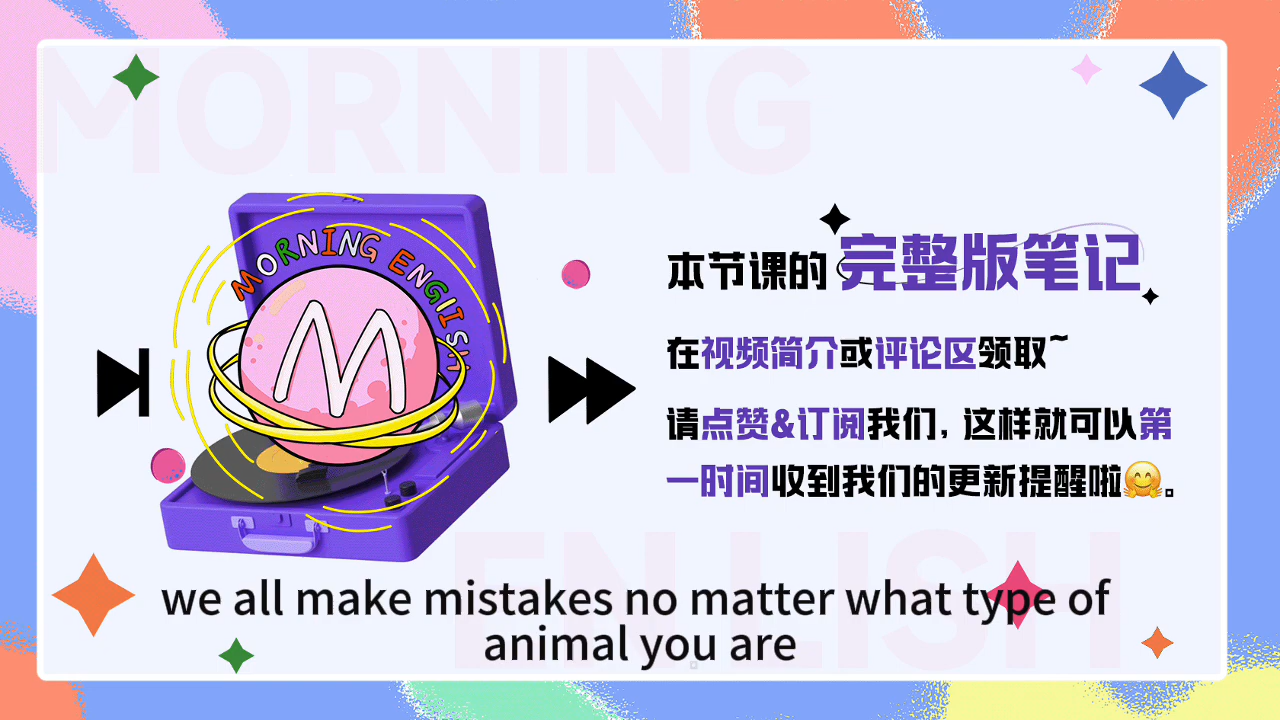 MORNING
MORNING ENGlISH
M
本节课的 完整版笔记
在视频简介或评论区领取~
请点赞&订阅我们, 这样就可以第
一时间收到我们的更新提醒啦🤗。
we all make mistakes no matter what type of
animal you are